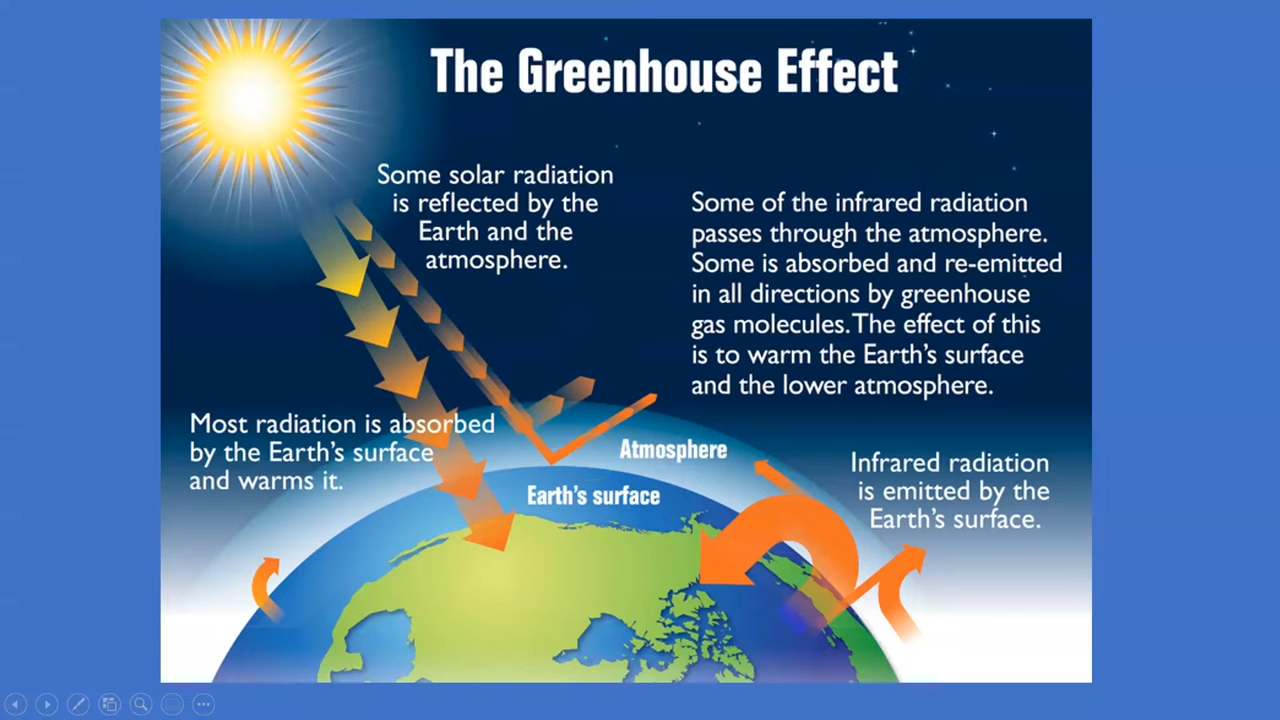 The Greenhouse Effect
Some solar radiation
is reflected by the
Earth and the
atmosphere.
Some of the infrared radiation
passes through the atmosphere.
Some is absorbed and re-emitted
in all directions by greenhouse
gas molecules. The effect of this
is to warm the Earth's surface
and the lower atmosphere.
Most radiation is absorbed
by the Earth's surface
and warms it.
Atmosphere
Earth's surface
Infrared radiation
is emitted by the
Earth's surface.